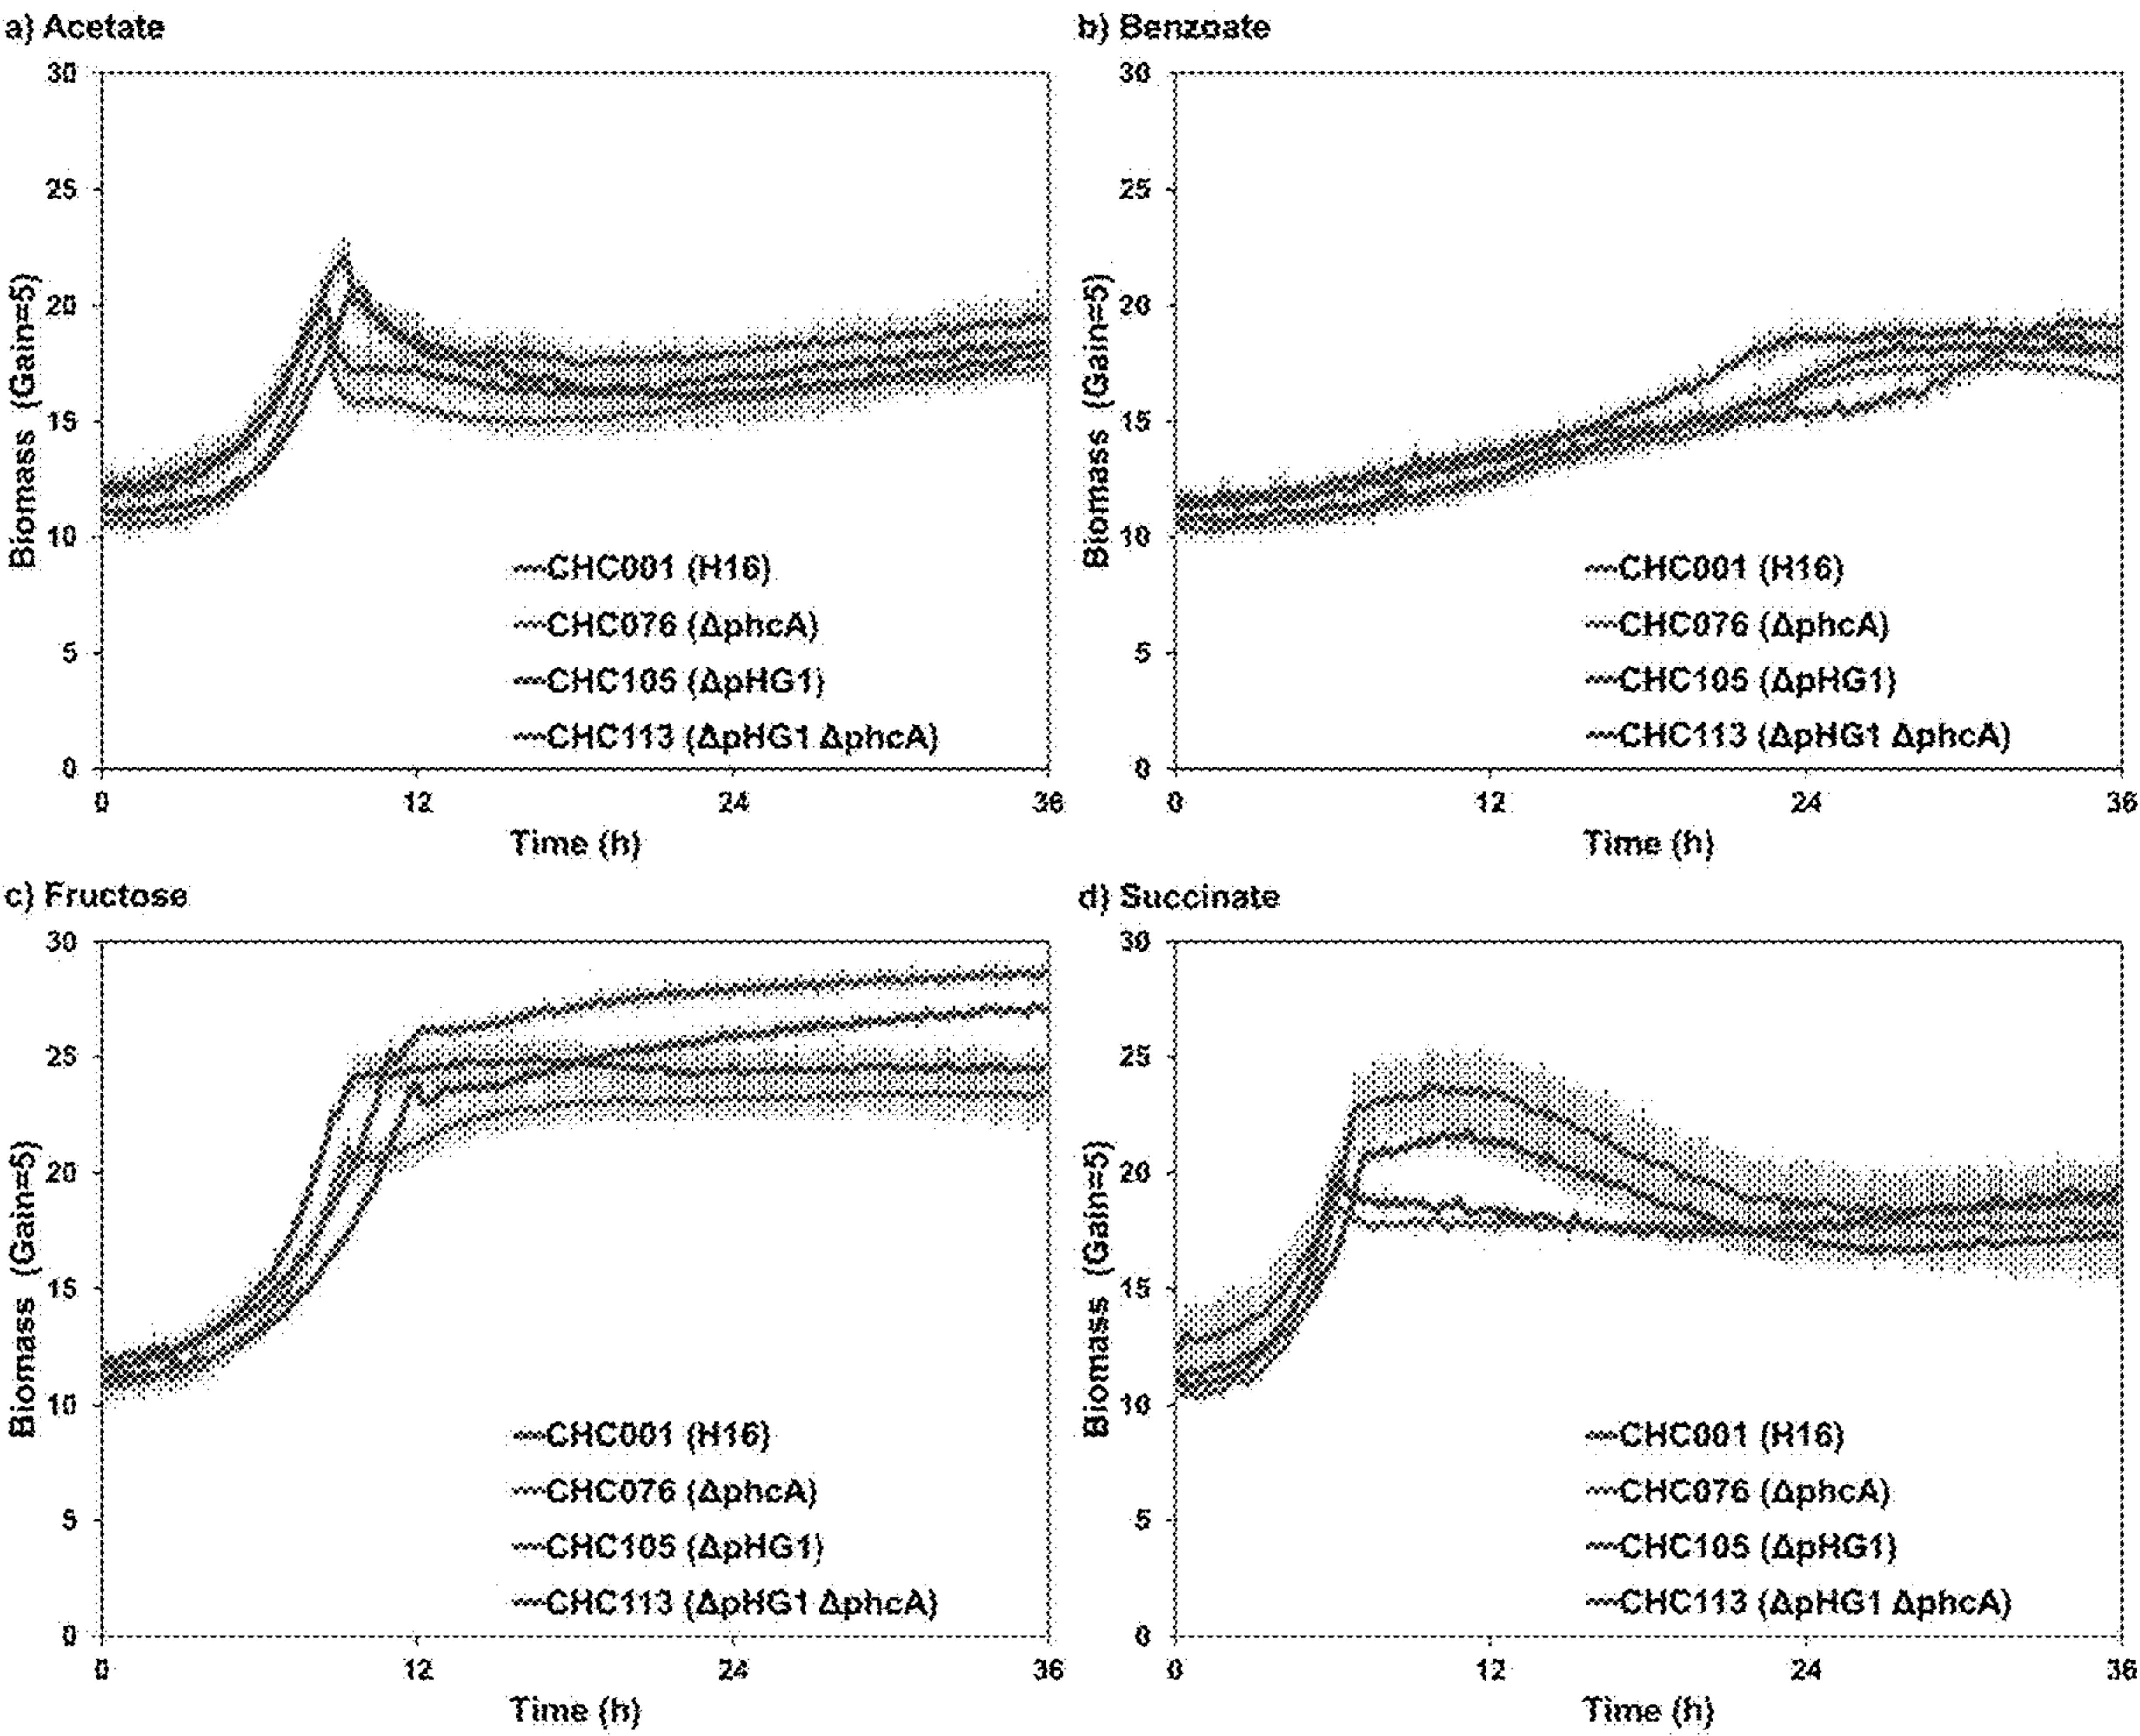 a) Acetate
30
25
20
15
10
5
0
Biomass (Gain=5)
CHC001 (H16)
CHC076 (ΔphcA)
CHC105 (ΔpHG1)
CHC113 (ΔpHG1 ΔphcA)
0 12 24 36
Time (h)
b) Benzoate
30
25
20
15
10
5
0
Biomass (Gain=5)
CHC001 (H16)
CHC076 (ΔphcA)
CHC105 (ΔpHG1)
CHC113 (ΔpHG1 ΔphcA)
0 12 24 36
Time (h)
c) Fructose
30
25
20
15
10
5
0
Biomass (Gain=5)
CHC001 (H16)
CHC076 (ΔphcA)
CHC105 (ΔpHG1)
CHC113 (ΔpHG1 ΔphcA)
0 12 24 36
Time (h)
d) Succinate
30
25
20
15
10
5
0
Biomass (Gain=5)
CHC001 (H16)
CHC076 (ΔphcA)
CHC105 (ΔpHG1)
CHC113 (ΔpHG1 ΔphcA)
0 12 24 36
Time (h)